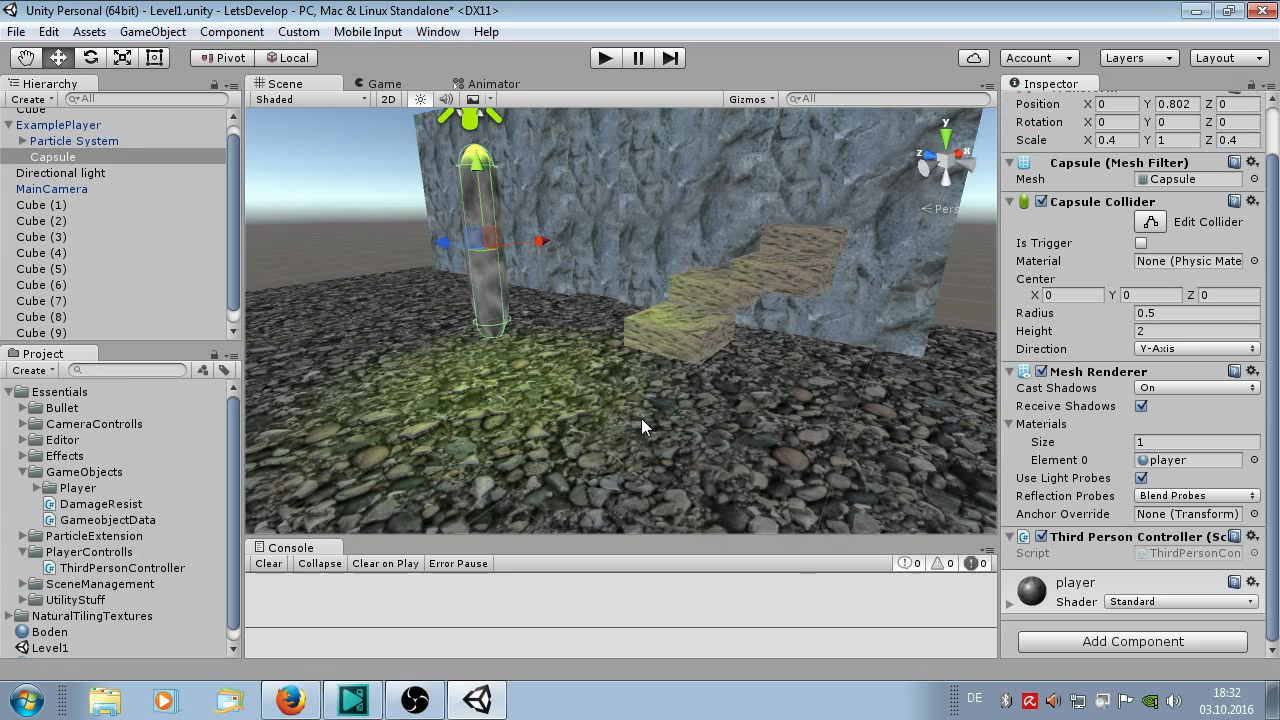 Unity Personal (64bit) - Level1.unity - LetsDevelop - PC, Mac & Linux Standalone* <DX11>
File Edit Assets GameObject Component Custom Mobile Input Window Help
Pivot Local Account Layers Layout
Hierarchy
Create All
Cube
ExamplePlayer
Particle System
Capsule
Directional light
MainCamera
Cube (1)
Cube (2)
Cube (3)
Cube (4)
Cube (5)
Cube (6)
Cube (7)
Cube (8)
Cube (9)
Project
Create
Essentials
Bullet
CameraControlls
Editor
Effects
GameObjects
Player
DamageResist
GameobjectData
ParticleExtension
PlayerControlls
ThirdPersonController
SceneManagement
UtilityStuff
NaturalTilingTextures
Boden
Level1
Scene Game Animator
Shaded 2D Gizmos All
y
z x
Pers
Console
Clear Collapse Clear on Play Error Pause 0 0 0
Inspector
Position X 0 Y Z 0
Rotation X 0 Y 0 Z 0
Scale X 0.4 Y 1 Z 0.4
Capsule (Mesh Filter)
Mesh Capsule
Capsule Collider
Edit Collider
Is Trigger
Material None (Physic Mate
Center
X 0 Y 0 Z 0
Radius 0.5
Height 2
Direction Y-Axis
Mesh Renderer
Cast Shadows On
Receive Shadows
Materials
Size 1
Element 0 player
Use Light Probes
Reflection Probes Blend Probes
Anchor Override None (Transform)
Third Person Controller (Sc
Script ThirdPersonCon
player
Shader Standard
Add Component
DE
18:32
03.10.2016